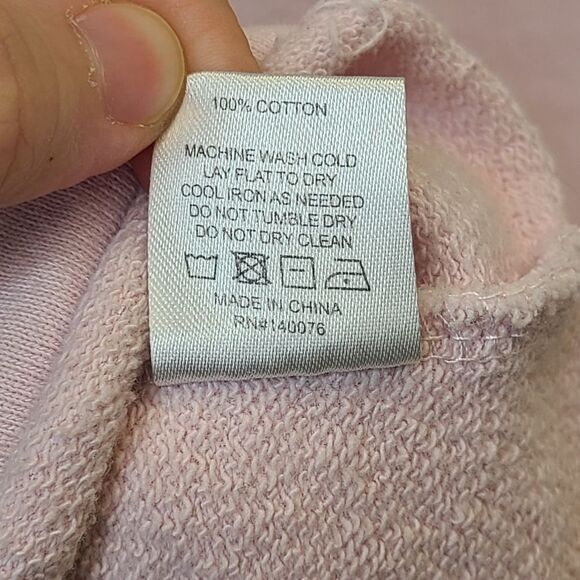 100% COTTON
MACHINE WASH COLD
LAY FLAT TO DRY
COOL IRON AS NEEDED
DO NOT TUMBLE DRY
DO NOT DRY CLEAN
MADE IN CHINA
RN#140076